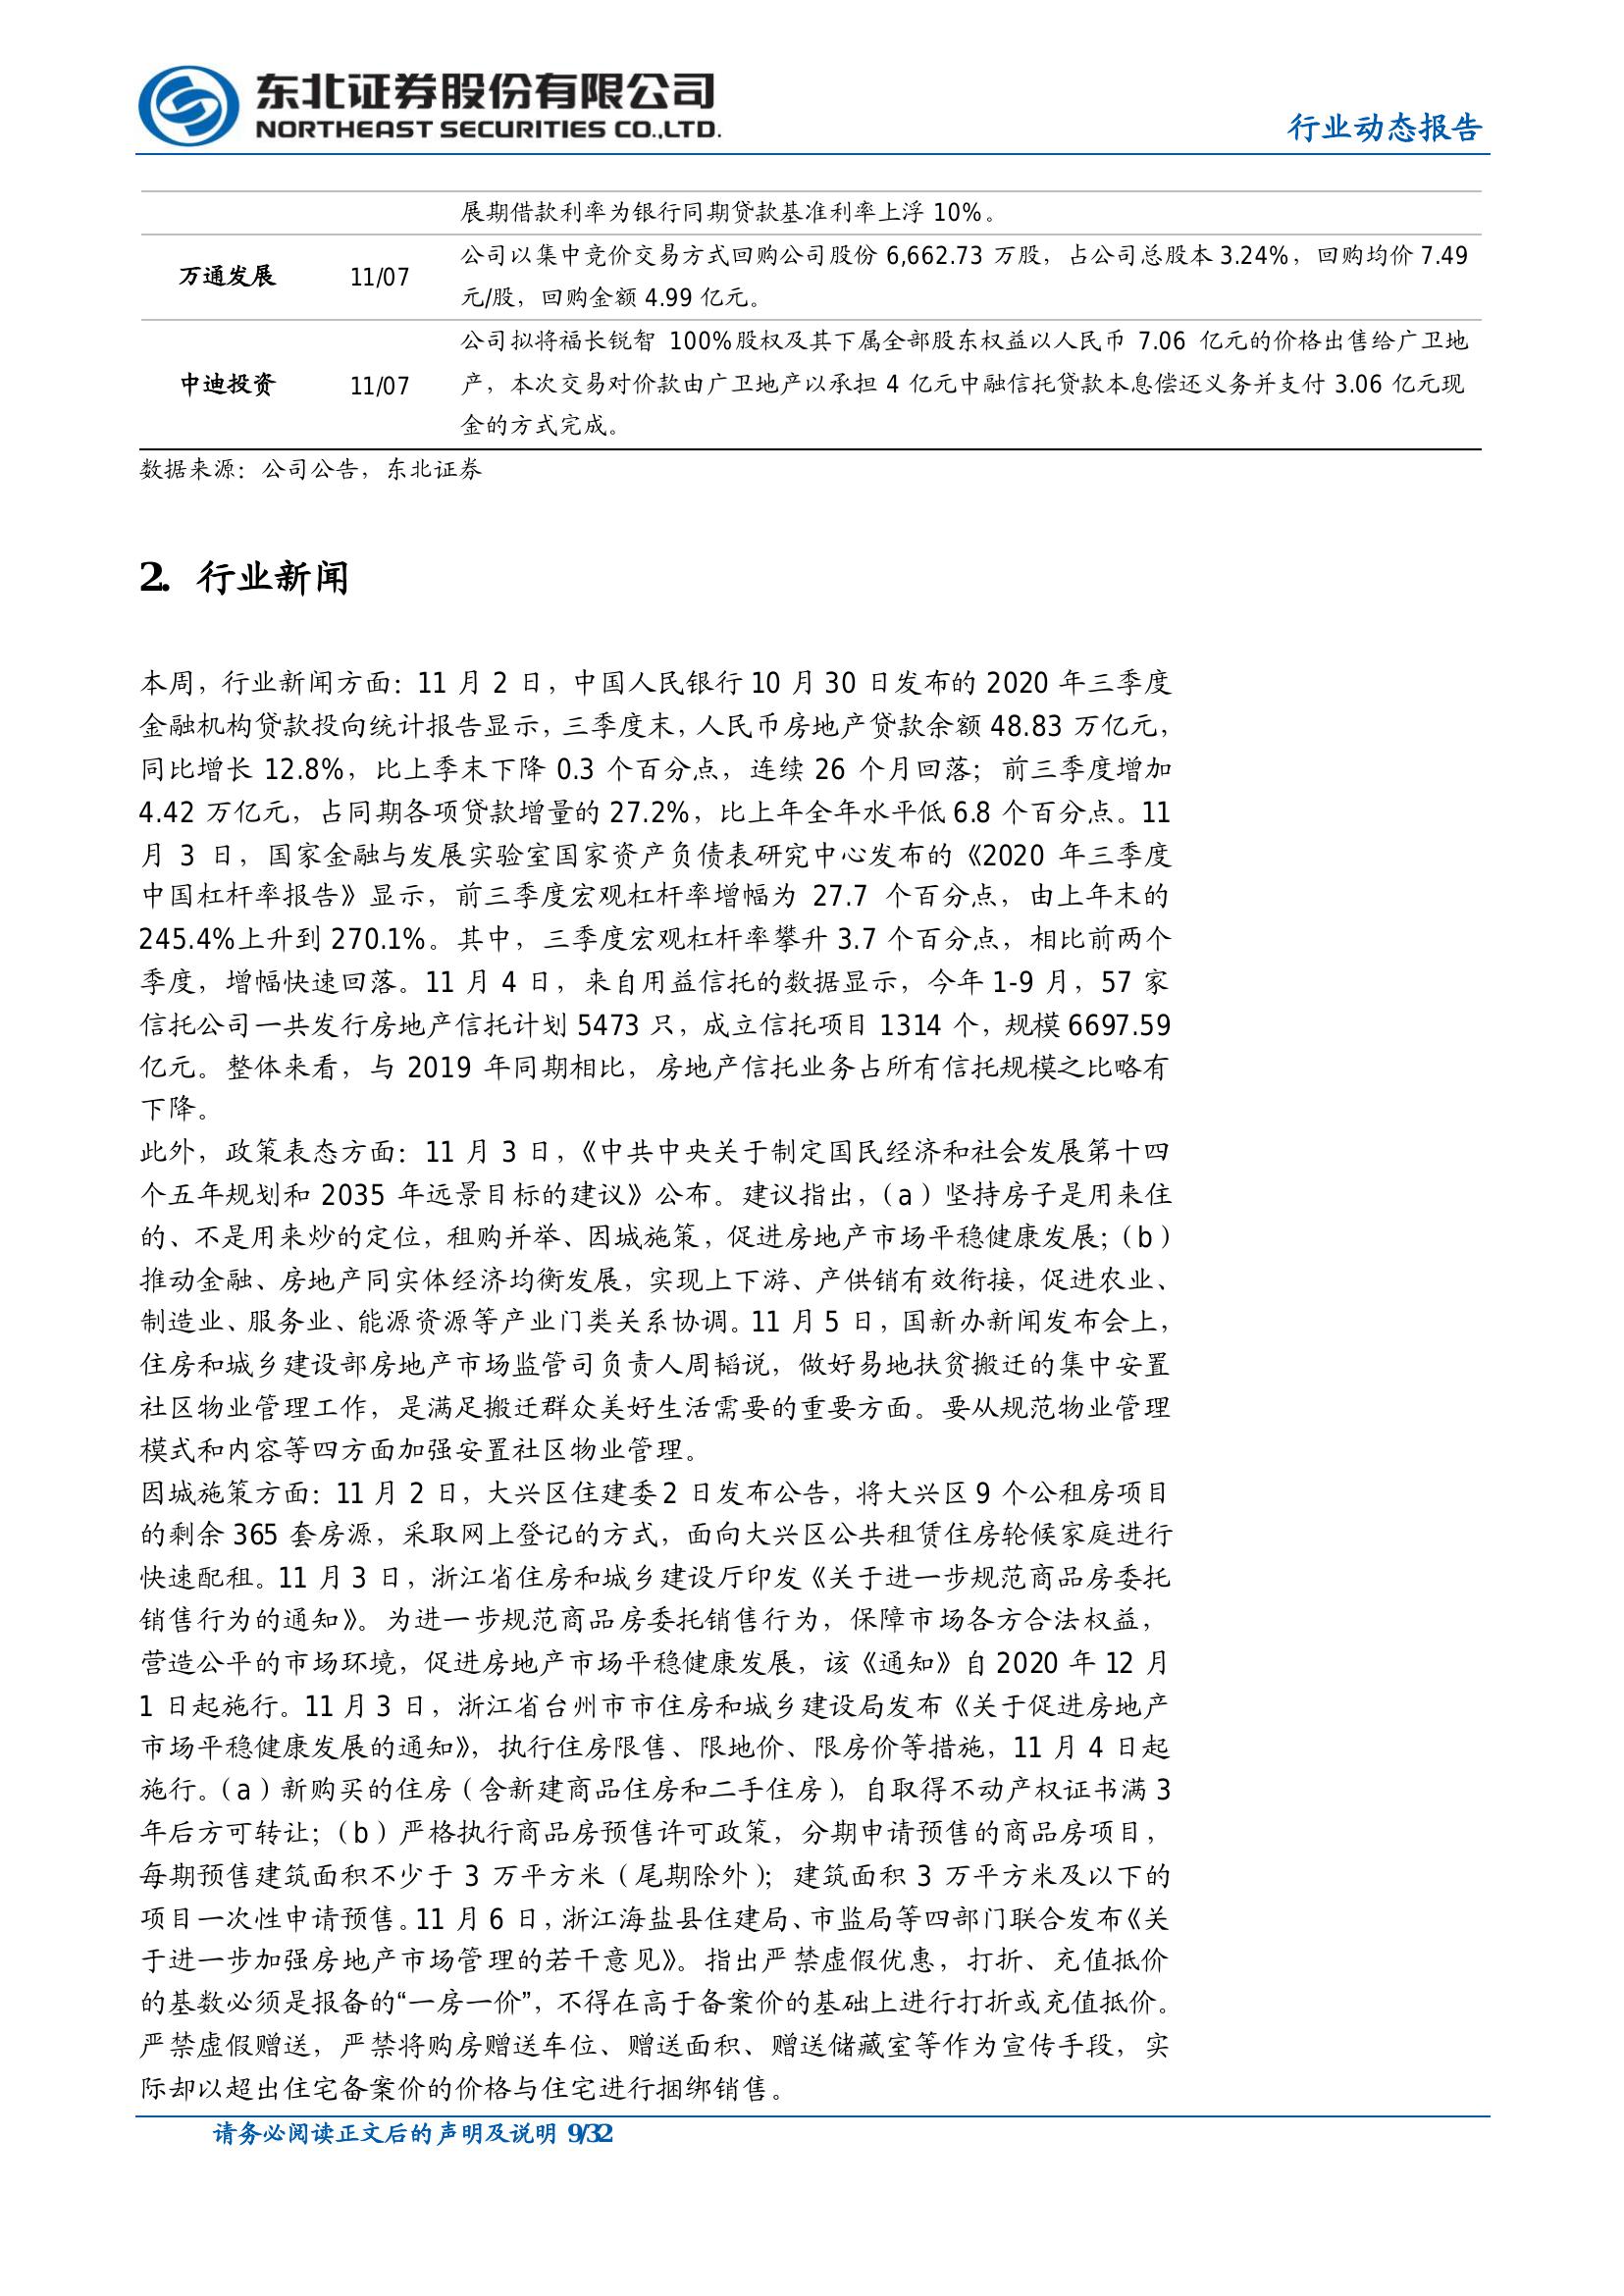 东北证券股份有限公司
NORTHEAST SECURITIES CO.,LTD.
行业动态报告
展期借款利率为银行同期贷款基准利率上浮 10%。
万通发展 11/07 公司以集中竞价交易方式回购公司股份 6,662.73 万股，占公司总股本 3.24%，回购均价 7.49
元/股，回购金额 4.99 亿元。
公司拟将福长锐智 100%股权及其下属全部股东权益以人民币 7.06 亿元的价格出售给广卫地
中迪投资 11/07 产，本次交易对价款由广卫地产以承担 4 亿元中融信托贷款本息偿还义务并支付 3.06 亿元现
金的方式完成。
数据来源：公司公告，东北证券
2. 行业新闻
本周，行业新闻方面：11 月 2 日，中国人民银行 10 月 30 日发布的 2020 年三季度
金融机构贷款投向统计报告显示，三季度末，人民币房地产贷款余额 48.83 万亿元，
同比增长 12.8%，比上季末下降 0.3 个百分点，连续 26 个月回落；前三季度增加
4.42 万亿元，占同期各项贷款增量的 27.2%，比上年全年水平低 6.8 个百分点。11
月 3 日，国家金融与发展实验室国家资产负债表研究中心发布的《2020 年三季度
中国杠杆率报告》显示，前三季度宏观杠杆率增幅为 27.7 个百分点，由上年末的
245.4%上升到 270.1%。其中，三季度宏观杠杆率攀升 3.7 个百分点，相比前两个
季度，增幅快速回落。11 月 4 日，来自用益信托的数据显示，今年 1-9 月，57 家
信托公司一共发行房地产信托计划 5473 只，成立信托项目 1314 个，规模 6697.59
亿元。整体来看，与 2019 年同期相比，房地产信托业务占所有信托规模之比略有
下降。
此外，政策表态方面：11 月 3 日，《中共中央关于制定国民经济和社会发展第十四
个五年规划和 2035 年远景目标的建议》公布。建议指出，（a）坚持房子是用来住
的、不是用来炒的定位，租购并举、因城施策，促进房地产市场平稳健康发展；（b）
推动金融、房地产同实体经济均衡发展，实现上下游、产供销有效衔接，促进农业、
制造业、服务业、能源资源等产业门类关系协调。11 月 5 日，国新办新闻发布会上，
住房和城乡建设部房地产市场监管司负责人周韬说，做好易地扶贫搬迁的集中安置
社区物业管理工作，是满足搬迁群众美好生活需要的重要方面。要从规范物业管理
模式和内容等四方面加强安置社区物业管理。
因城施策方面：11 月 2 日，大兴区住建委 2 日发布公告，将大兴区 9 个公租房项目
的剩余 365 套房源，采取网上登记的方式，面向大兴区公共租赁住房轮候家庭进行
快速配租。11 月 3 日，浙江省住房和城乡建设厅印发《关于进一步规范商品房委托
销售行为的通知》。为进一步规范商品房委托销售行为，保障市场各方合法权益，
营造公平的市场环境，促进房地产市场平稳健康发展，该《通知》自 2020 年 12 月
1 日起施行。11 月 3 日，浙江省台州市市住房和城乡建设局发布《关于促进房地产
市场平稳健康发展的通知》，执行住房限售、限地价、限房价等措施，11 月 4 日起
施行。（a）新购买的住房（含新建商品住房和二手住房），自取得不动产权证书满 3
年后方可转让；（b）严格执行商品房预售许可政策，分期申请预售的商品房项目，
每期预售建筑面积不少于 3 万平方米（尾期除外）；建筑面积 3 万平方米及以下的
项目一次性申请预售。11 月 6 日，浙江海盐县住建局、市监局等四部门联合发布《关
于进一步加强房地产市场管理的若干意见》。指出严禁虚假优惠，打折、充值抵价
的基数必须是报备的“一房一价”，不得在高于备案价的基础上进行打折或充值抵价。
严禁虚假赠送，严禁将购房赠送车位、赠送面积、赠送储藏室等作为宣传手段，实
际却以超出住宅备案价的价格与住宅进行捆绑销售。
请务必阅读正文后的声明及说明 9/32